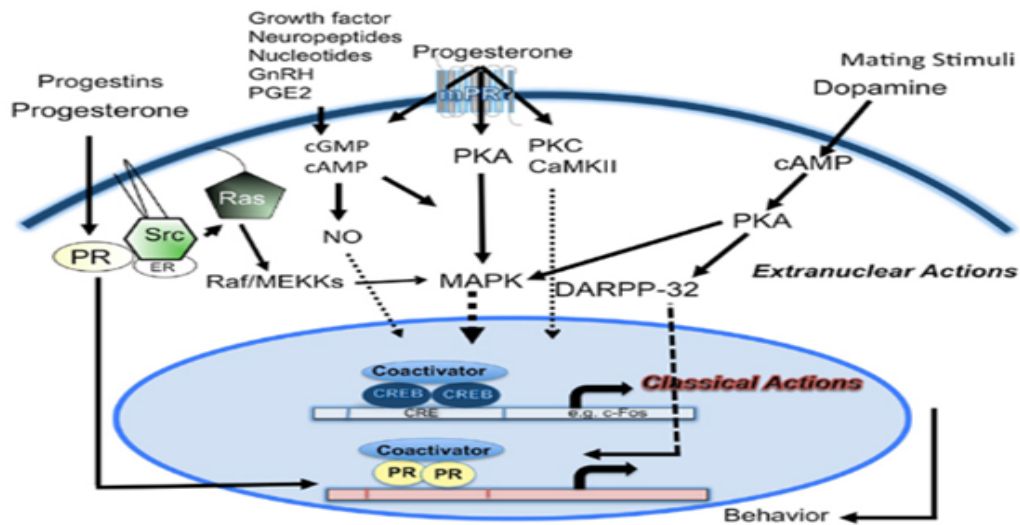 Growth factor
Neuropeptides
Nucleotides
GnRH
PGE2
Progesterone
mPRr
Mating Stimuli
Dopamine
Progestins
Progesterone
cGMP
cAMP
PKA
PKC
CaMKII
cAMP
Ras
Src
PR
ER
NO
PKA
Raf/MEKKs
MAPK
DARPP-32
Extranuclear Actions
Coactivator
CREB
CREB
CRE
e.g. c-Fos
Classical Actions
Coactivator
PR
PR
Behavior